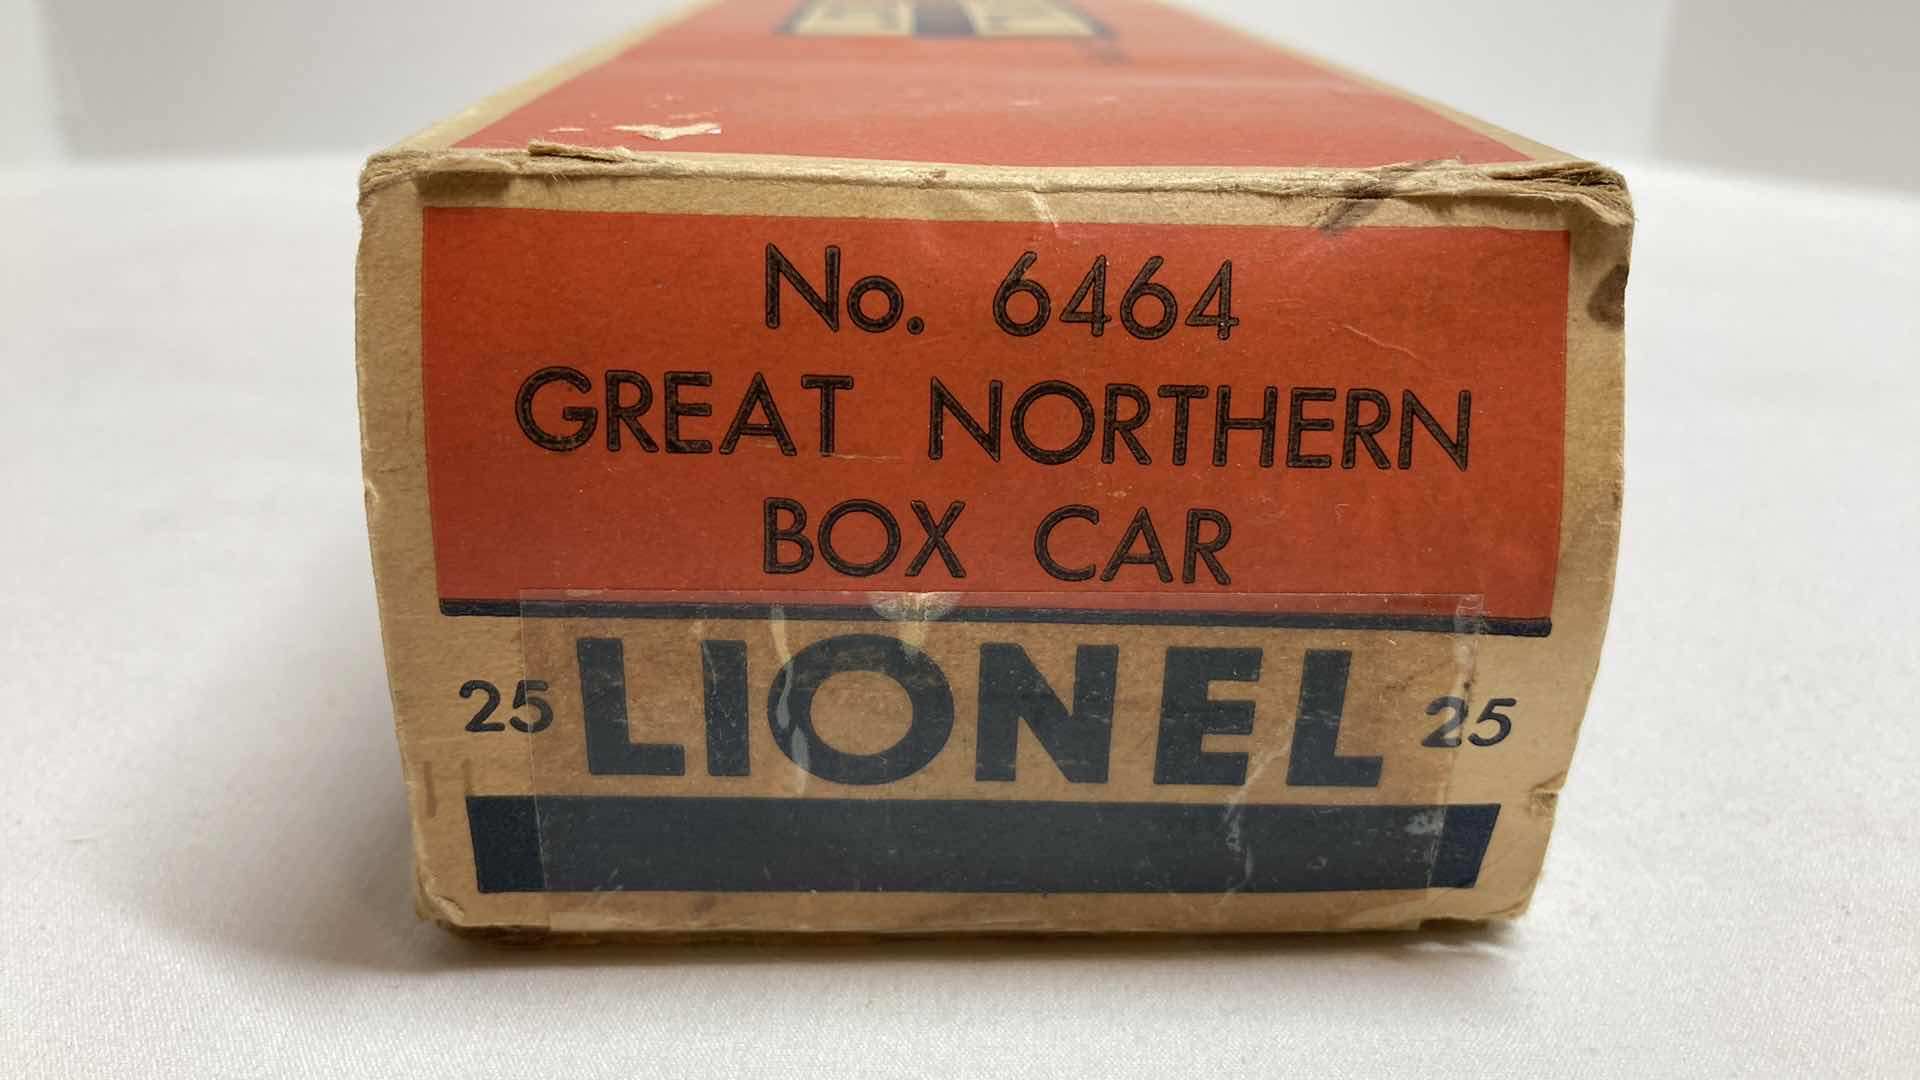 No. 6464
GREAT NORTHERN
BOX CAR
25 LIONEL 25